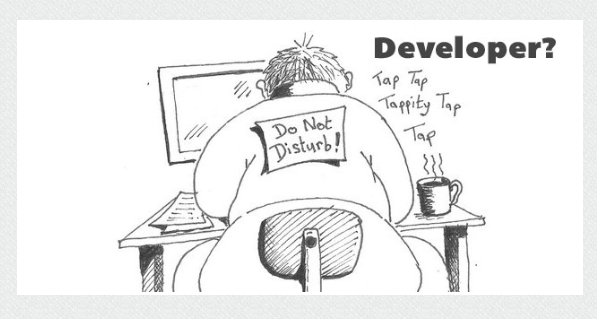 Developer?
Tap Tap
Tappity Tap
Tap
Do Not
Disturb!